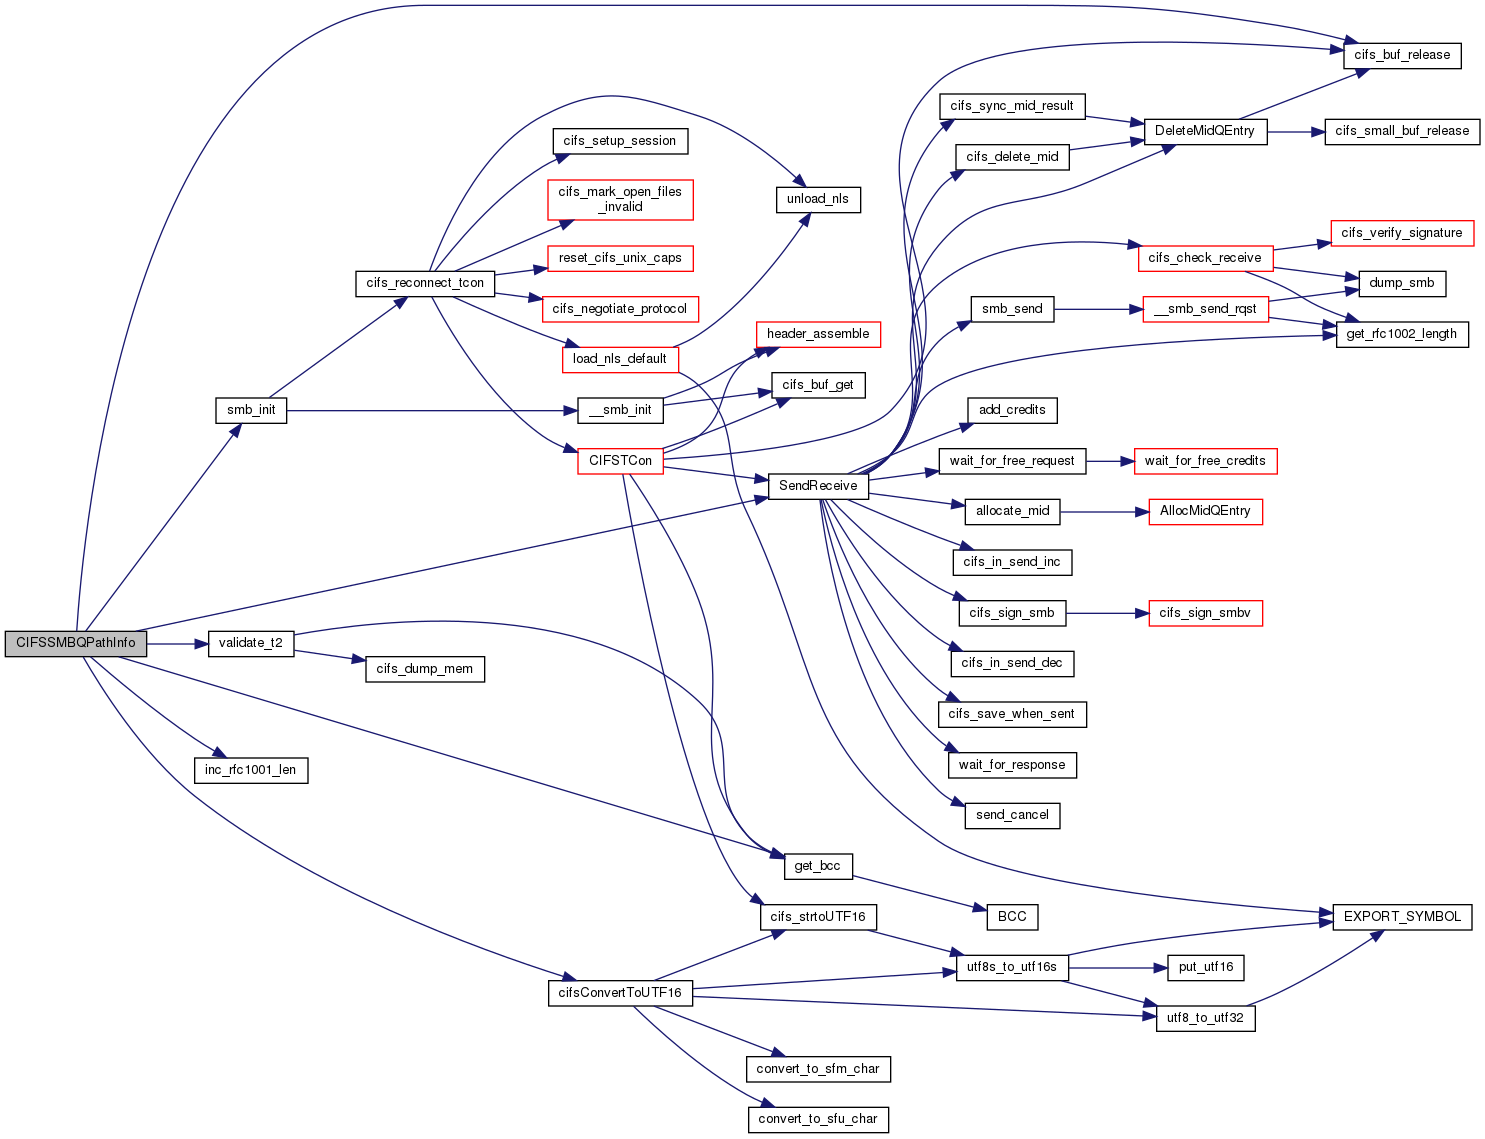 CIFSSMBQPathInfo
smb_init
validate_t2
inc_rfc1001_len
cifs_reconnect_tcon
cifs_dump_mem
cifs_setup_session
cifs_mark_open_files
_invalid
reset_cifs_unix_caps
cifs_negotiate_protocol
load_nls_default
__smb_init
CIFSTCon
cifsConvertToUTF16
unload_nls
header_assemble
cifs_buf_get
SendReceive
get_bcc
cifs_strtoUTF16
convert_to_sfm_char
convert_to_sfu_char
cifs_sync_mid_result
cifs_delete_mid
smb_send
add_credits
wait_for_free_request
allocate_mid
cifs_in_send_inc
cifs_sign_smb
cifs_in_send_dec
cifs_save_when_sent
wait_for_response
send_cancel
BCC
utf8s_to_utf16s
DeleteMidQEntry
cifs_check_receive
__smb_send_rqst
wait_for_free_credits
AllocMidQEntry
cifs_sign_smbv
put_utf16
utf8_to_utf32
cifs_buf_release
cifs_small_buf_release
cifs_verify_signature
dump_smb
get_rfc1002_length
EXPORT_SYMBOL